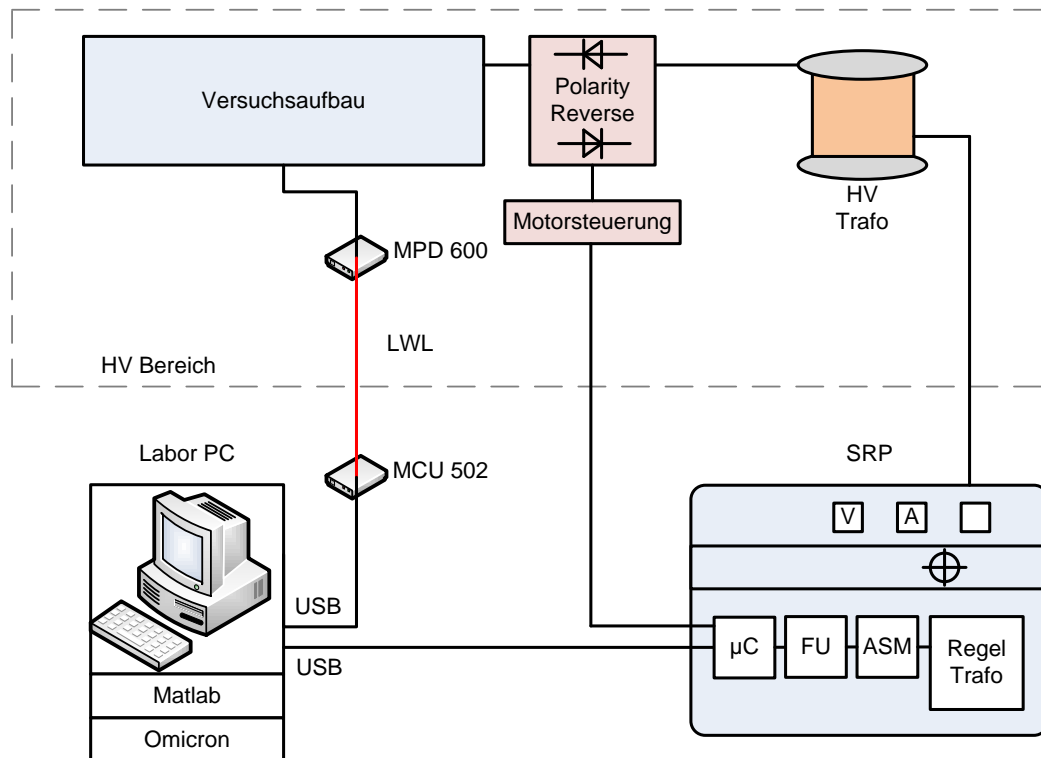 Versuchsaufbau
Polarity
Reverse
HV
Trafo
Motorsteuerung
MPD 600
LWL
HV Bereich
Labor PC
MCU 502
SRP
V
A
USB
USB
µC
FU
ASM
Regel
Trafo
Matlab
Omicron